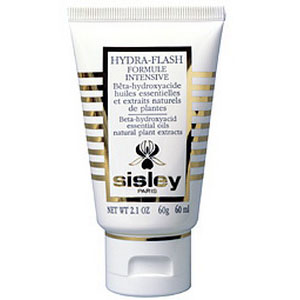 HYDRA-FLASH
FORMULE
INTENSIVE
Bêta-hydroxyacide
huiles essentielles
et extraits naturels
de plantes
Beta-hydroxyacid
essential oils
natural plant extracts
sisley
PARIS
NET WT 2.1 OZ 60g 60 ml